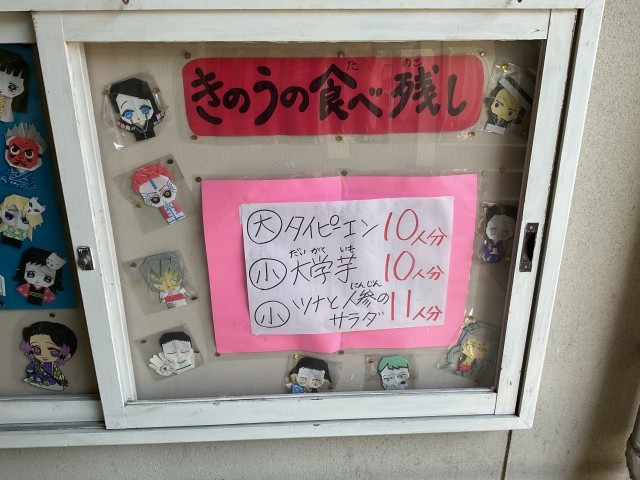 きのうの食べ残し
大 タイピーエン 10人分
小 大学芋 10人分
小 ツナと人参の
サラダ 11人分